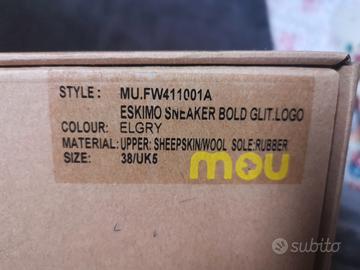 STYLE : MU.FW411001A
ESKIMO SNEAKER BOLD GLIT.LOGO
COLOUR: ELGRY
MATERIAL: UPPER: SHEEPSKIN/WOOL SOLE:RUBBER
SIZE: 38/UK5
mou
subito